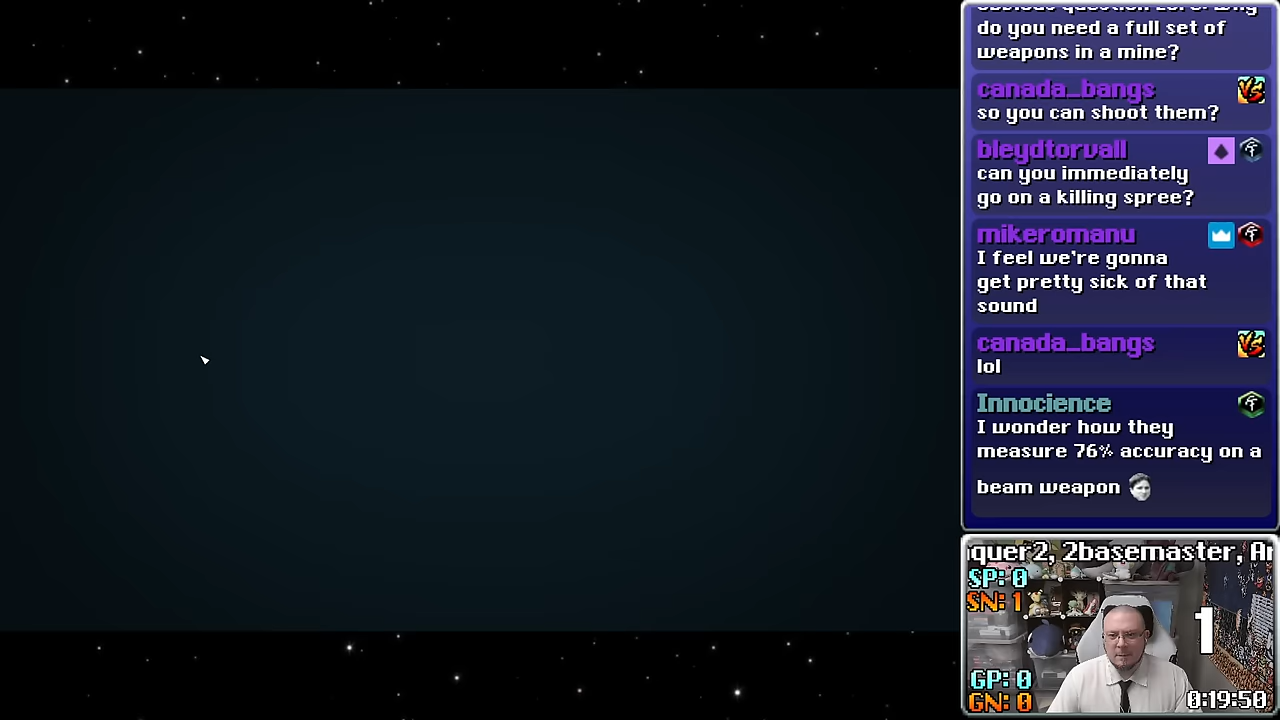 do you need a full set of
weapons in a mine?
canada_bangs
so you can shoot them?
bleydtorvall
can you immediately
go on a killing spree?
mikeromanu
I feel we're gonna
get pretty sick of that
sound
canada_bangs
lol
Innocience
I wonder how they
measure 76% accuracy on a
beam weapon
quer2, 2basemaster, Ar
SP: 0
SN: 1
1
GP: 0
GN: 0
0:19:50